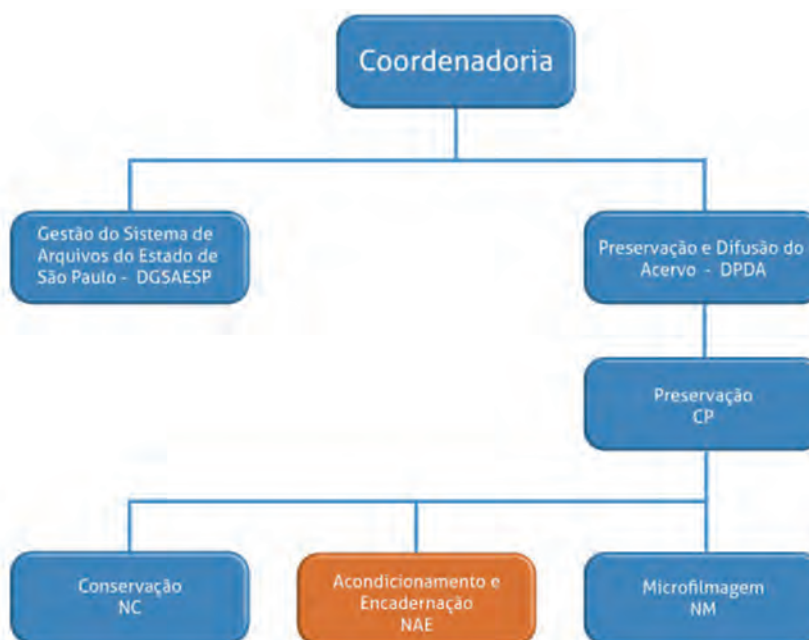 Coordenadoria
Gestão do Sistema de
Arquivos do Estado de
São Paulo - DGSAESP
Preservação e Difusão do
Acervo - DPDA
Preservação
CP
Conservação
NC
Acondicionamento e
Encadernação
NAE
Microfilmagem
NM